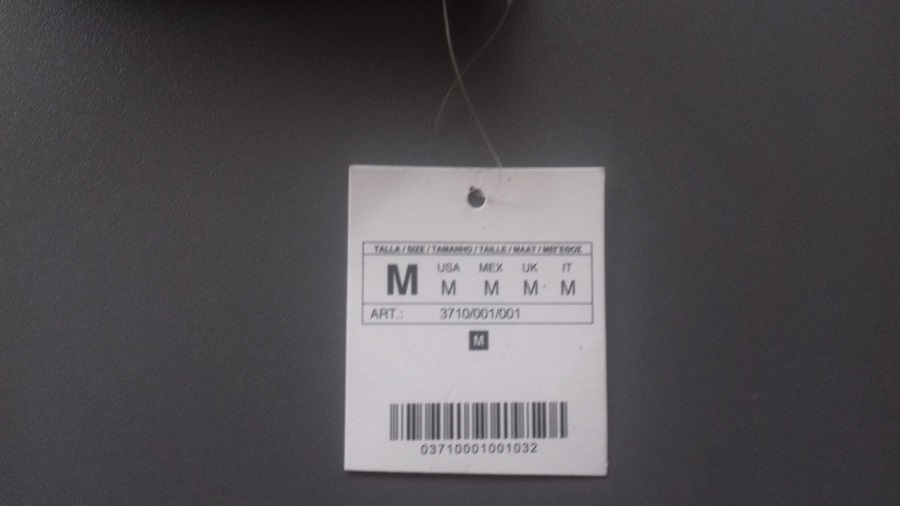 TALLA / SIZE / TAMANHO / TAILLE / MAAT / ΜΕΓΕΘΟΣ
M USA MEX UK IT
M M M M
ART.: 3710/001/001
M
03710001001032